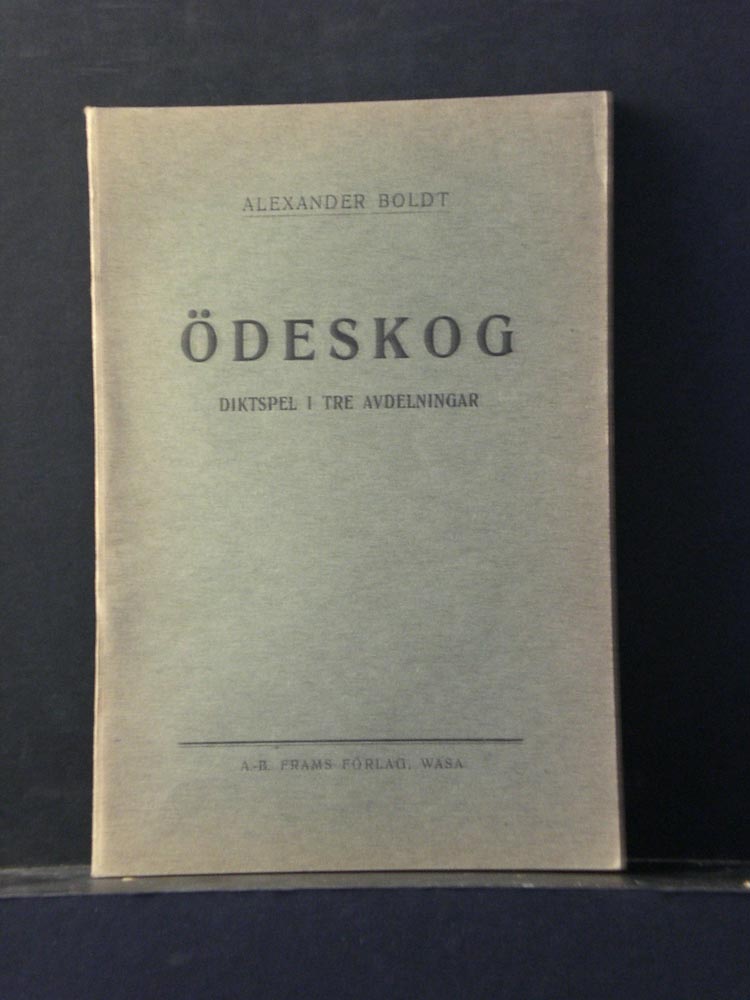 ALEXANDER BOLDT
ÖDESKOG
DIKTSPEL I TRE AVDELNINGAR
A.-B. FRAMS FÖRLAG, WASA